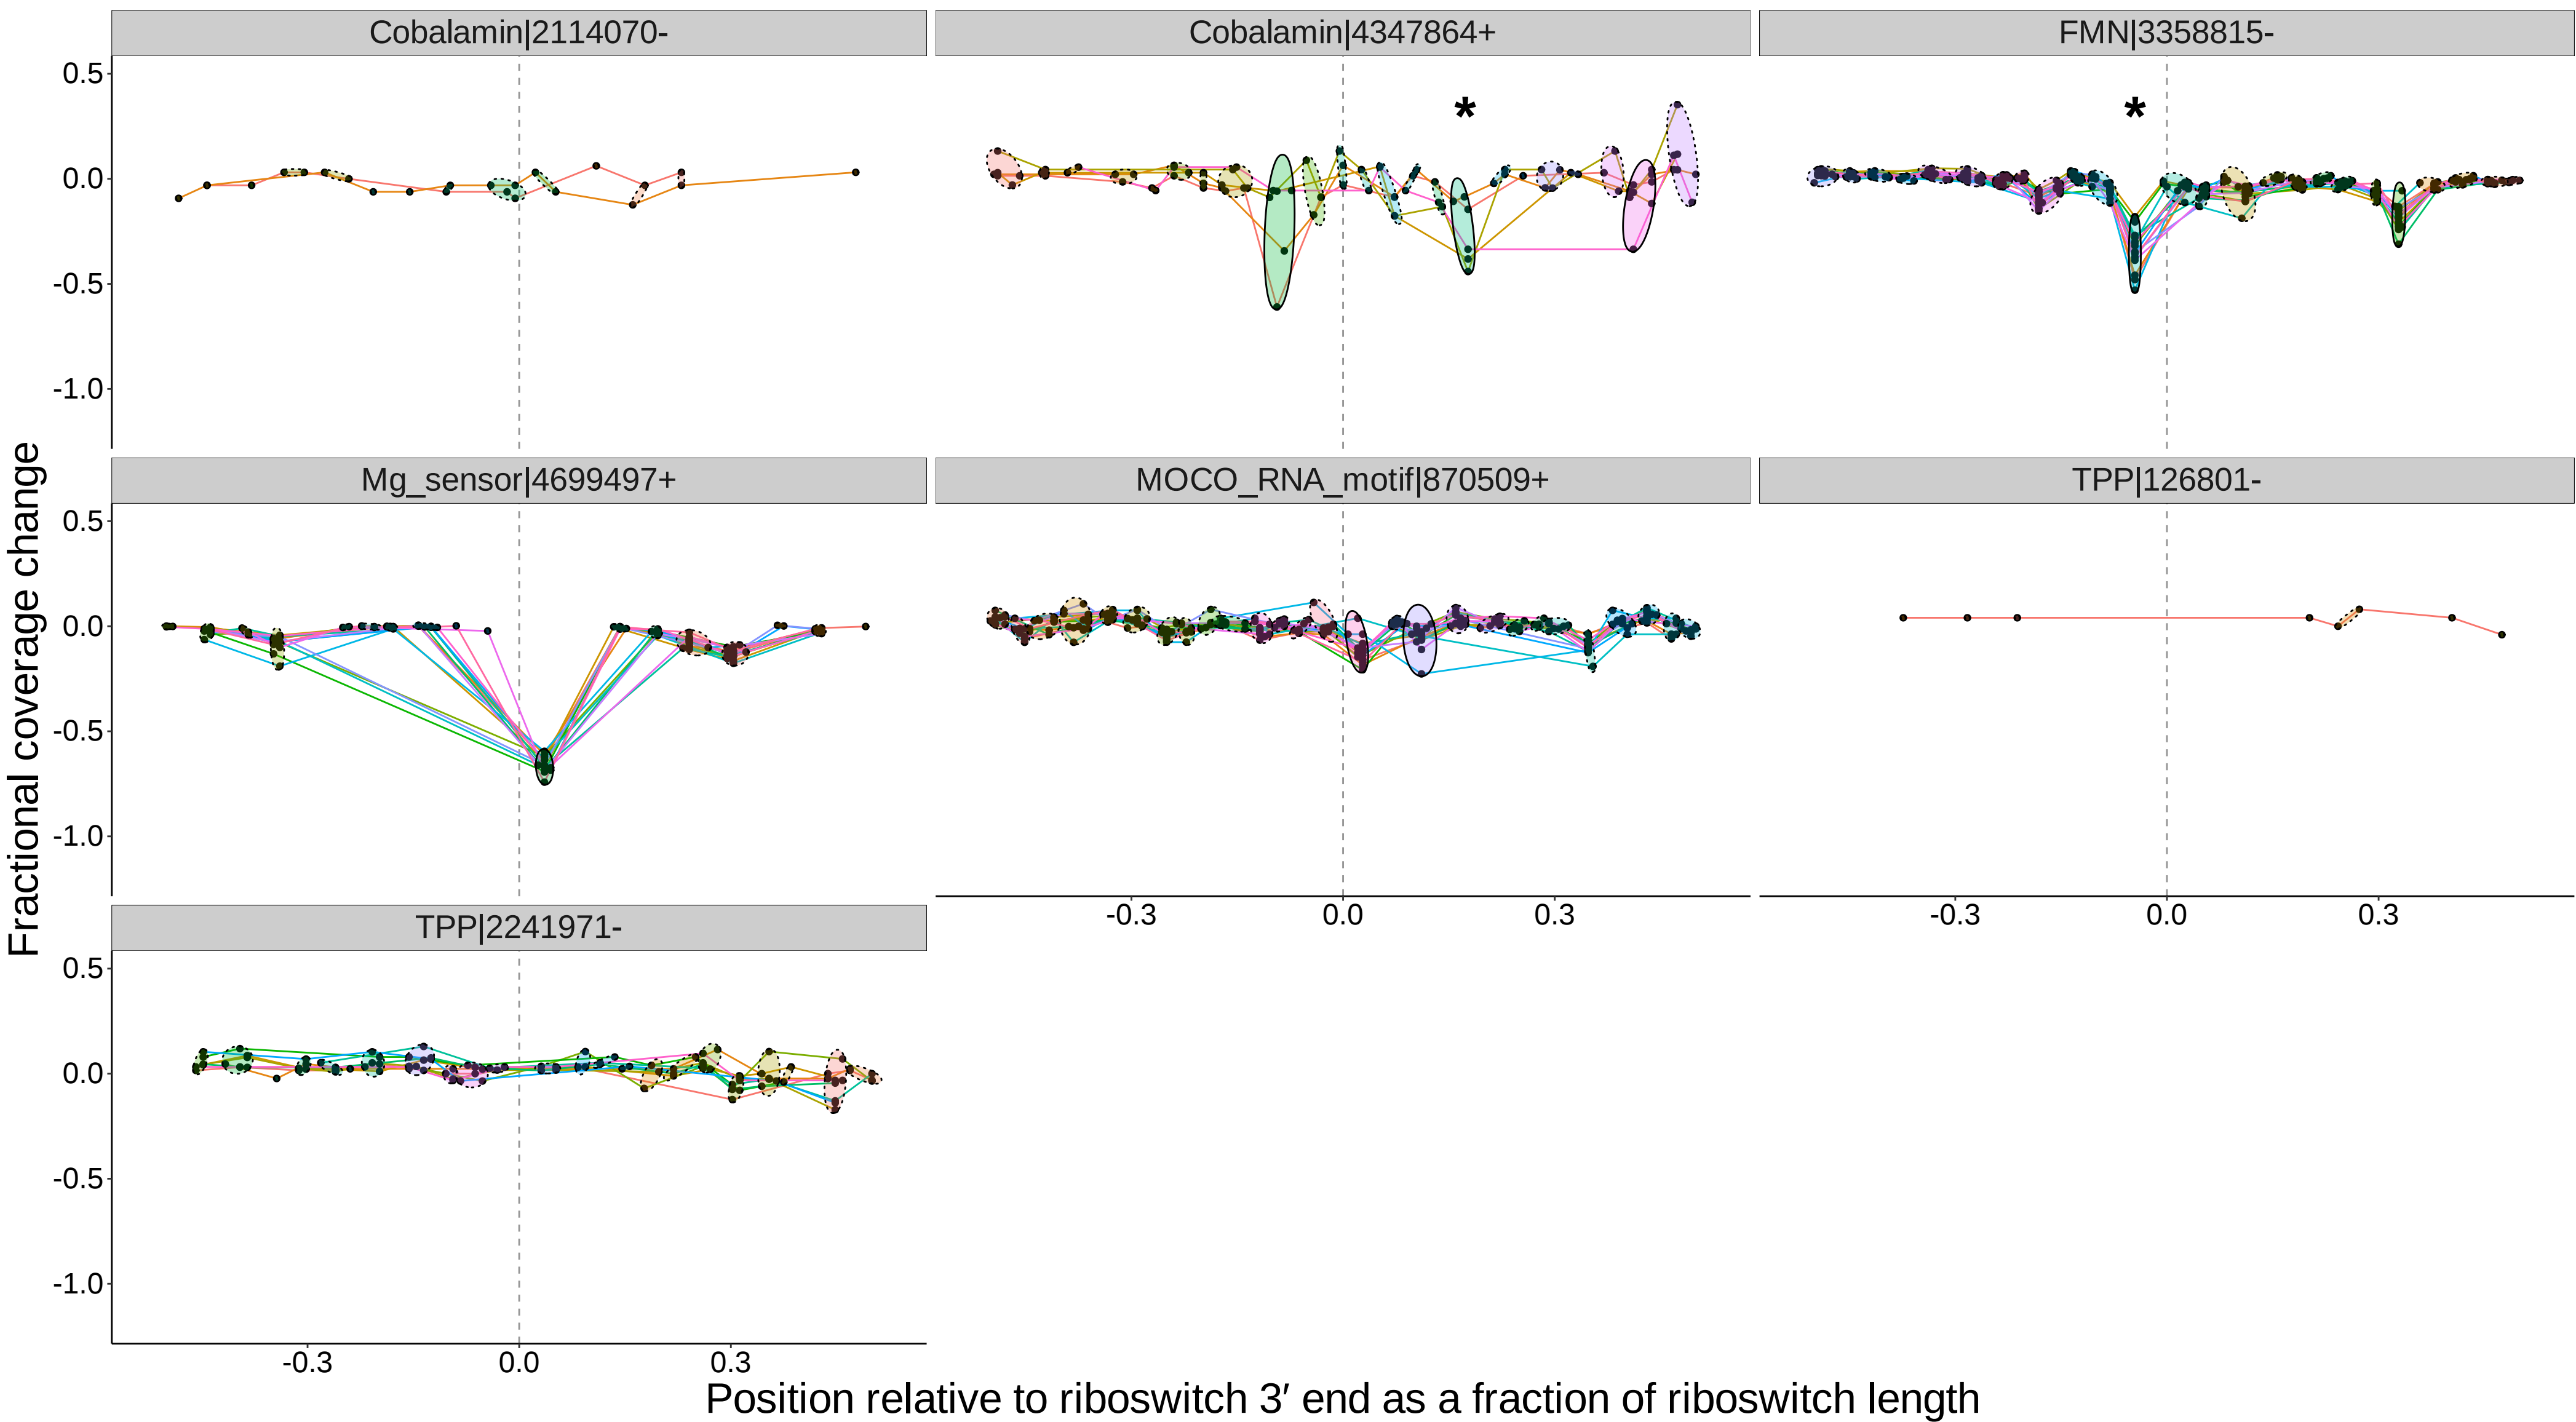 Cobalamin|2114070-
Cobalamin|4347864+
FMN|3358815-
0.5
0.0
-0.5
-1.0
*
*
Mg_sensor|4699497+
MOCO_RNA_motif|870509+
TPP|126801-
0.5
0.0
-0.5
-1.0
-0.3 0.0 0.3
-0.3 0.0 0.3
TPP|2241971-
0.5
0.0
-0.5
-1.0
-0.3 0.0 0.3
Fractional coverage change
Position relative to riboswitch 3′ end as a fraction of riboswitch length